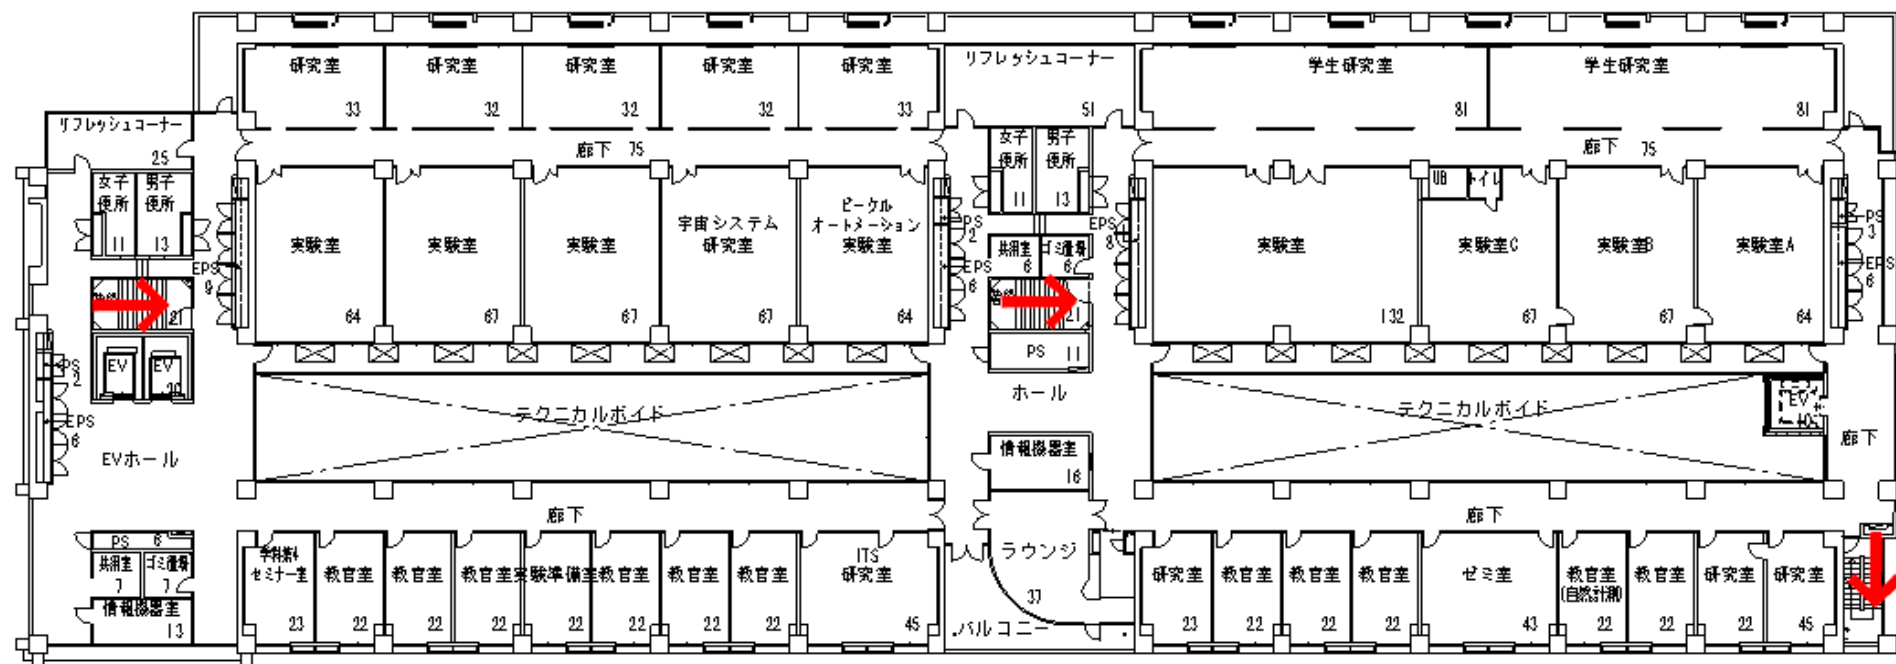 研究室
研究室
研究室
研究室
研究室
リフレッシュコーナー
学生研究室
学生研究室
33
32
32
32
33
51
81
81
リフレッシュコーナー
25
廊下 75
女子
便所
男子
便所
11
13
廊下 75
女子
便所
男子
便所
11
13
UB
トイレ
実験室
実験室
実験室
宇宙システム
研究室
ビークル
オートメーション
実験室
実験室
実験室C
実験室B
実験室A
EPS
9
PS
2
EPS
6
共用室
6
ゴミ置場
6
EPS
8
PS
3
EPS
6
21
64
67
67
67
64
21
132
67
67
64
PS 11
PS
2
EV
EV
20
EPS
6
EVホール
テクニカルボイド
ホール
テクニカルボイド
EV
廊下
情報機器室
16
廊下
廊下
PS 6
共用室
7
ゴミ置場
7
情報機器室
13
セミナー室
教官室
教官室
教官室
実験準備室
教官室
教官室
教官室
ITS
研究室
ラウンジ
37
研究室
教官室
教官室
教官室
ゼミ室
教官室
(自然計測)
教官室
研究室
研究室
23
22
22
22
22
22
22
22
45
バルコニー
23
22
22
22
43
22
22
22
45